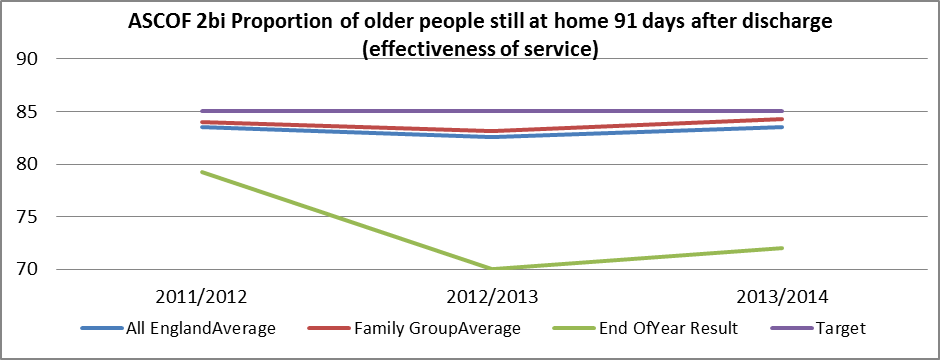 ASCOF 2bi Proportion of older people still at home 91 days after discharge
(effectiveness of service)
90
85
80
75
70
2011/2012 2012/2013 2013/2014
All EnglandAverage Family GroupAverage End OfYear Result Target